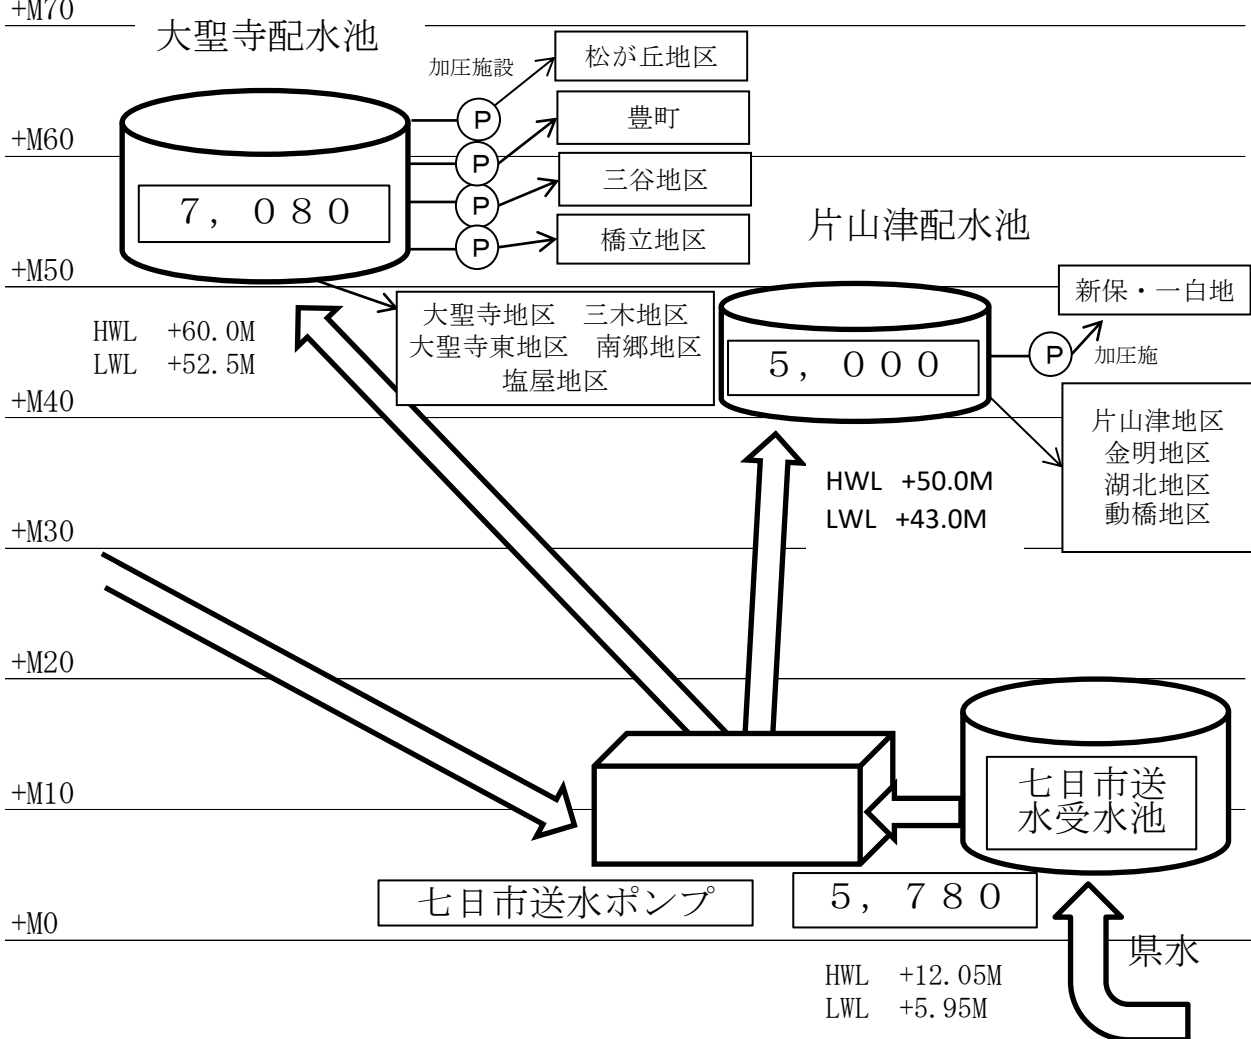 +M70
大聖寺配水池
加圧施設
松が丘地区
P
豊町
P
+M60
三谷地区
P
７，０８０
橋立地区
P
片山津配水池
+M50
新保・一白地
大聖寺地区　三木地区
大聖寺東地区　南郷地区
塩屋地区
HWL +60.0M
LWL +52.5M
５，０００
P
加圧施
+M40
片山津地区
金明地区
湖北地区
動橋地区
HWL +50.0M
LWL +43.0M
+M30
+M20
+M10
七日市送
水受水池
七日市送水ポンプ
５，７８０
+M0
県水
HWL +12.05M
LWL +5.95M